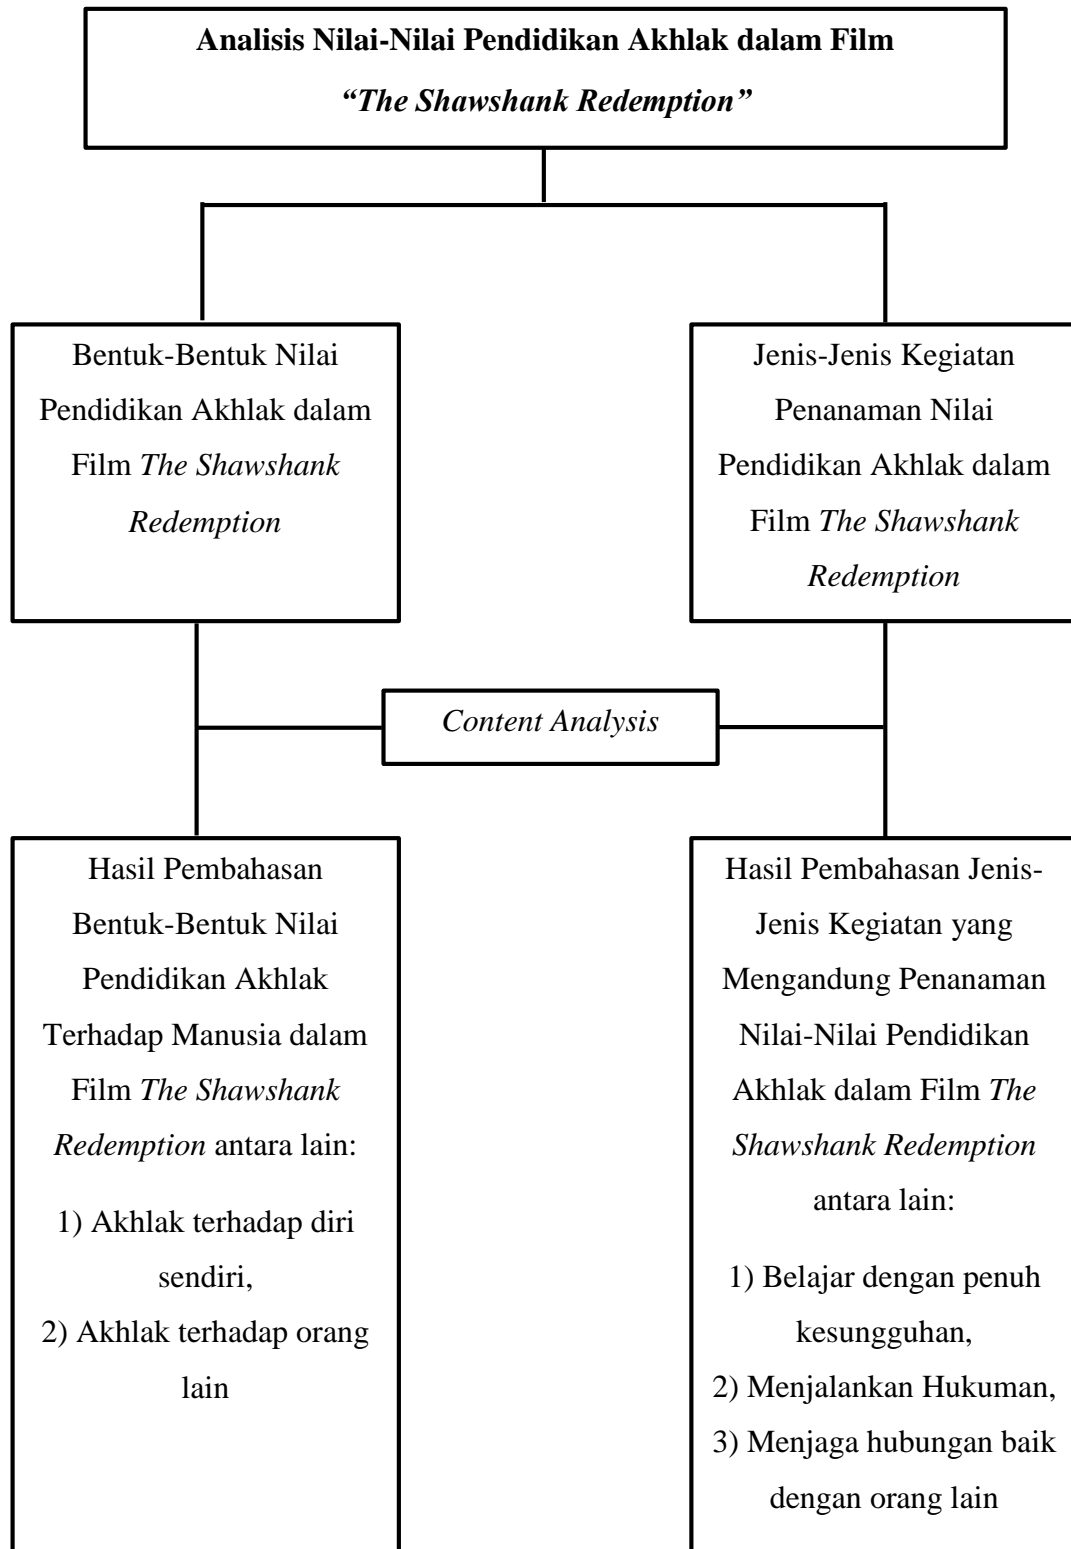 Analisis Nilai-Nilai Pendidikan Akhlak dalam Film
“The Shawshank Redemption”
Bentuk-Bentuk Nilai
Pendidikan Akhlak dalam
Film The Shawshank
Redemption
Jenis-Jenis Kegiatan
Penanaman Nilai
Pendidikan Akhlak dalam
Film The Shawshank
Redemption
Content Analysis
Hasil Pembahasan
Bentuk-Bentuk Nilai
Pendidikan Akhlak
Terhadap Manusia dalam
Film The Shawshank
Redemption antara lain:
1) Akhlak terhadap diri
sendiri,
2) Akhlak terhadap orang
lain
Hasil Pembahasan Jenis-
Jenis Kegiatan yang
Mengandung Penanaman
Nilai-Nilai Pendidikan
Akhlak dalam Film The
Shawshank Redemption
antara lain:
1) Belajar dengan penuh
kesungguhan,
2) Menjalankan Hukuman,
3) Menjaga hubungan baik
dengan orang lain